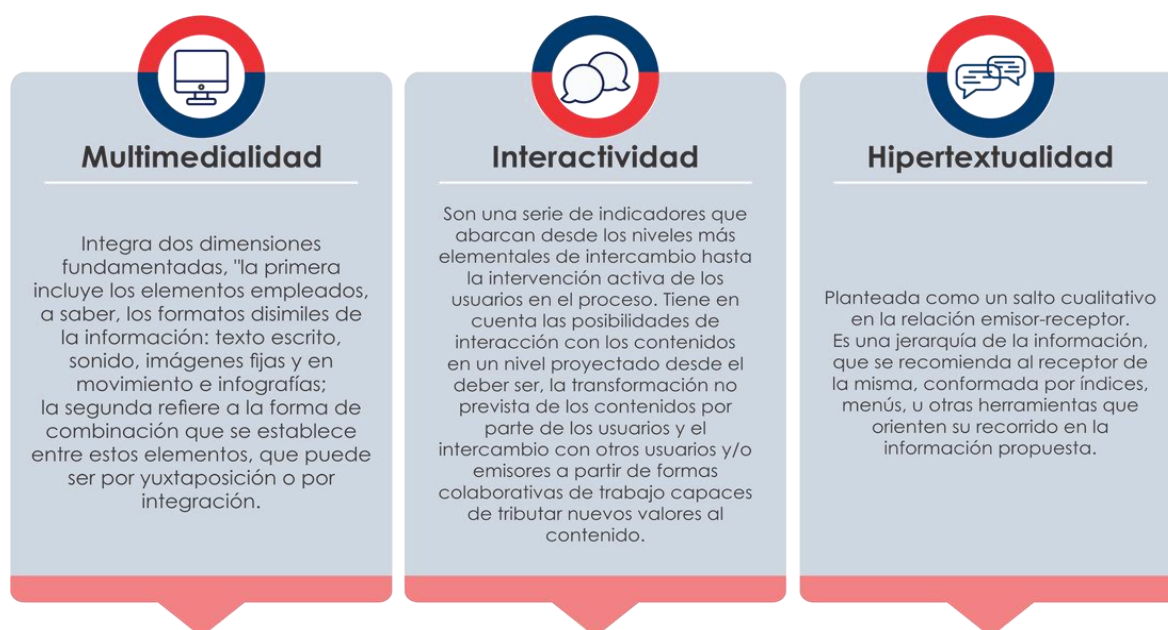 Multimedialidad
Integra dos dimensiones
fundamentadas, "la primera
incluye los elementos empleados,
a saber, los formatos disimiles de
la información: texto escrito,
sonido, imágenes fijas y en
movimiento e infografías;
la segunda refiere a la forma de
combinación que se establece
entre estos elementos, que puede
ser por yuxtaposición o por
integración.
Interactividad
Son una serie de indicadores que
abarcan desde los niveles más
elementales de intercambio hasta
la intervención activa de los
usuarios en el proceso. Tiene en
cuenta las posibilidades de
interacción con los contenidos
en un nivel proyectado desde el
deber ser, la transformación no
prevista de los contenidos por
parte de los usuarios y el
intercambio con otros usuarios y/o
emisores a partir de formas
colaborativas de trabajo capaces
de tributar nuevos valores al
contenido.
Hipertextualidad
Planteada como un salto cualitativo
en la relación emisor-receptor.
Es una jerarquía de la información,
que se recomienda al receptor de
la misma, conformada por índices,
menús, u otras herramientas que
orienten su recorrido en la
información propuesta.